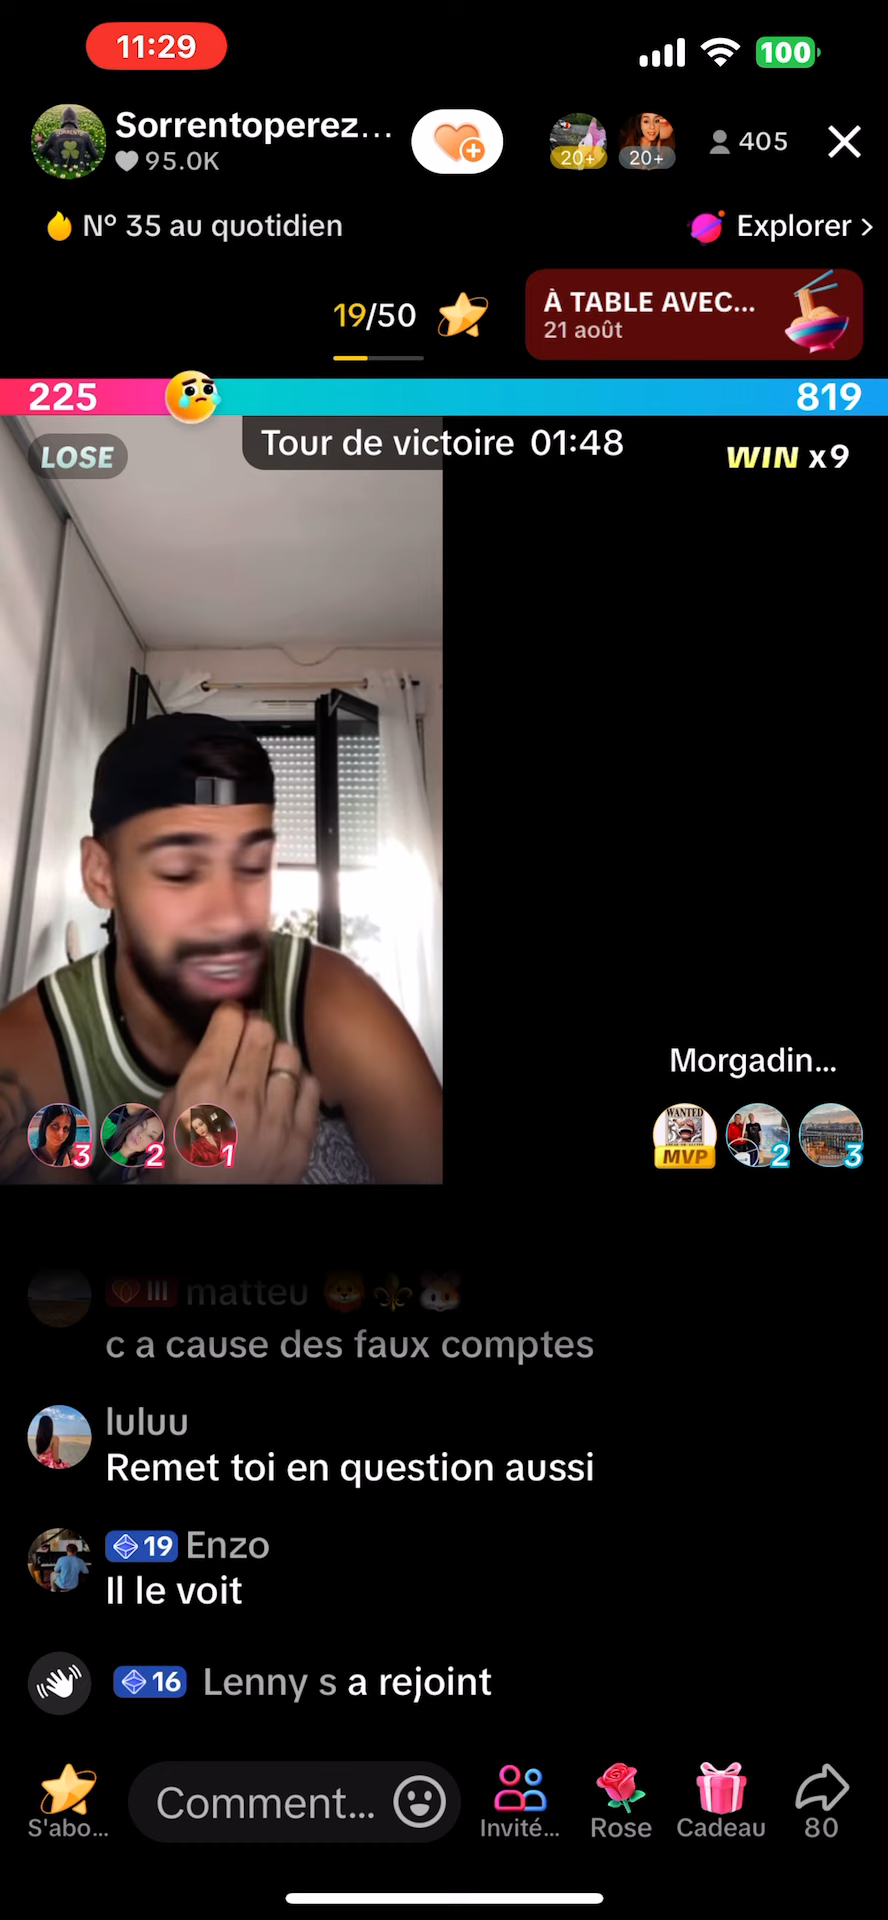 11:29
100
Sorrentoperez...
95.0K
20+
20+
405
N° 35 au quotidien
Explorer >
19/50
À TABLE AVEC...
21 août
225
819
LOSE
Tour de victoire 01:48
WIN x9
Morgadin...
3
2
1
WANTED
MVP
2
3
III matteu
c a cause des faux comptes
luluu
Remet toi en question aussi
19 Enzo
Il le voit
16 Lenny s a rejoint
S'abo...
Comment...
Invité...
Rose
Cadeau
80